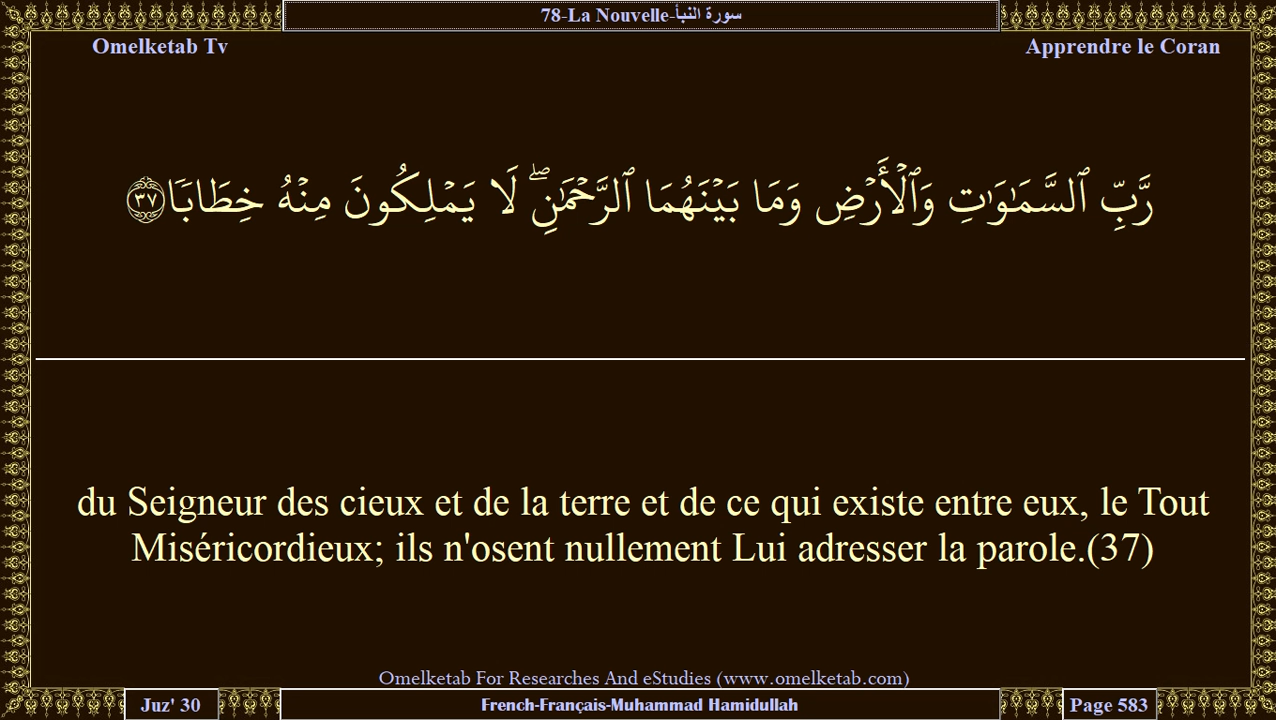 78-La Nouvelle-سورة النبأ
Omelketab Tv
Apprendre le Coran
رَّبِّ ٱلسَّمَٰوَٰتِ وَٱلْأَرْضِ وَمَا بَيْنَهُمَا ٱلرَّحْمَٰنِ ۖ لَا يَمْلِكُونَ مِنْهُ خِطَابًا ٣٧
du Seigneur des cieux et de la terre et de ce qui existe entre eux, le Tout
Miséricordieux; ils n'osent nullement Lui adresser la parole.(37)
Omelketab For Researches And eStudies (www.omelketab.com)
Juz' 30
French-Français-Muhammad Hamidullah
Page 583